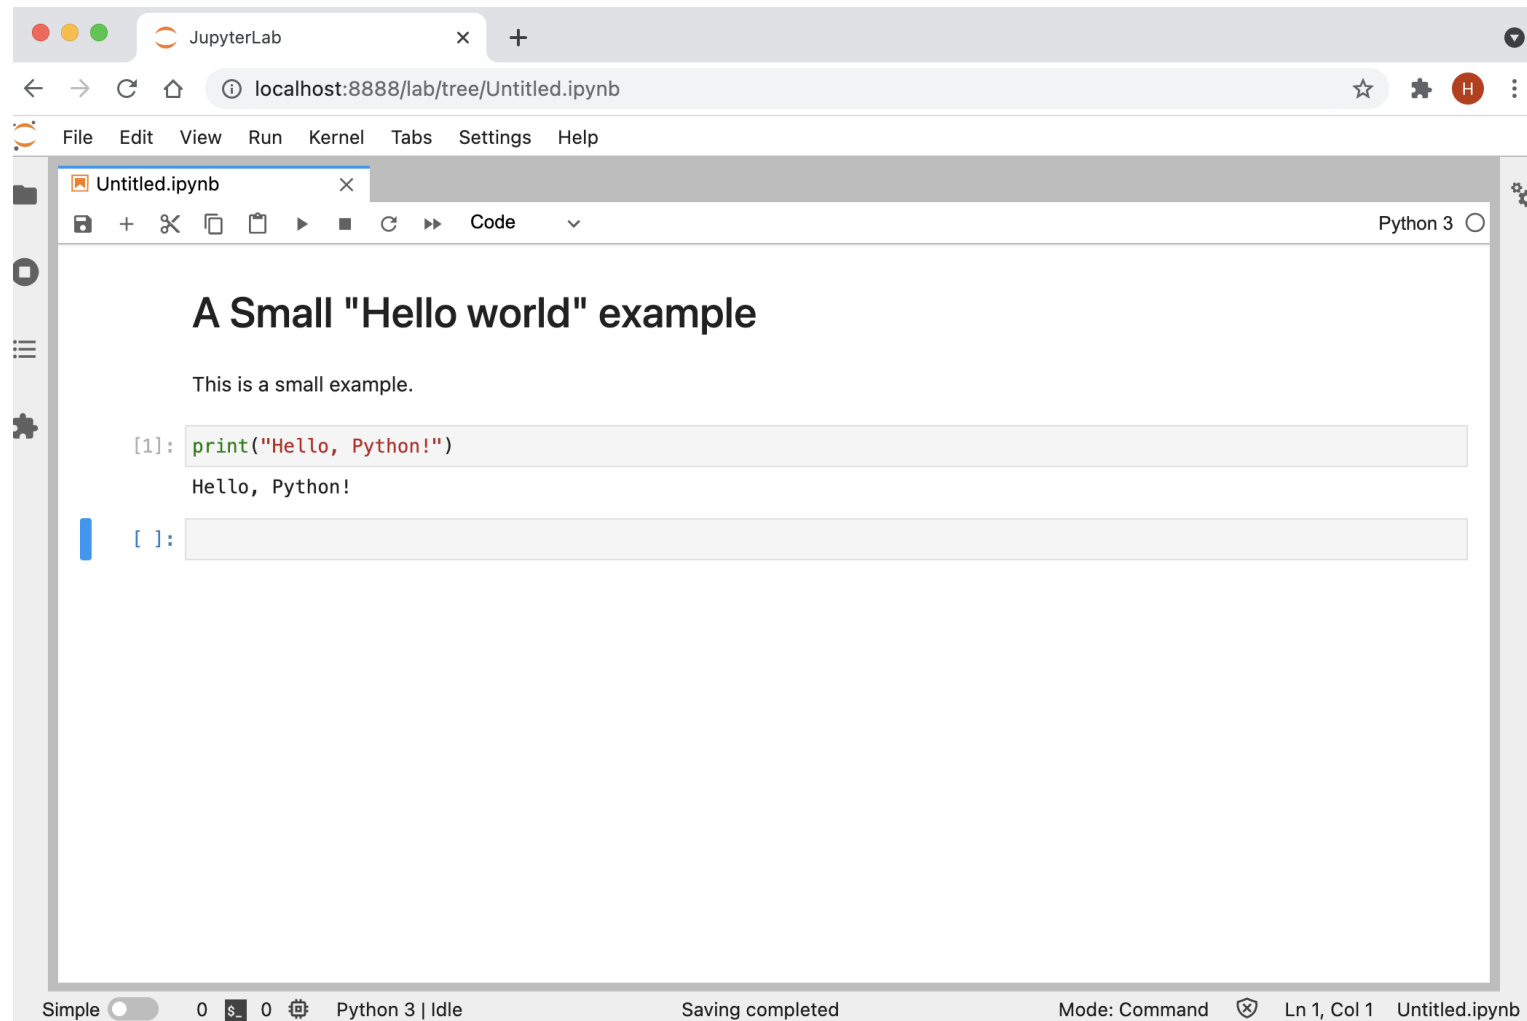 JupyterLab
localhost:8888/lab/tree/Untitled.ipynb
H
File Edit View Run Kernel Tabs Settings Help
Untitled.ipynb
Code
Python 3
A Small "Hello world" example
This is a small example.
[1]: print("Hello, Python!")
Hello, Python!
[ ]:
Simple 0 $_ 0 Python 3 | Idle Saving completed Mode: Command Ln 1, Col 1 Untitled.ipynb